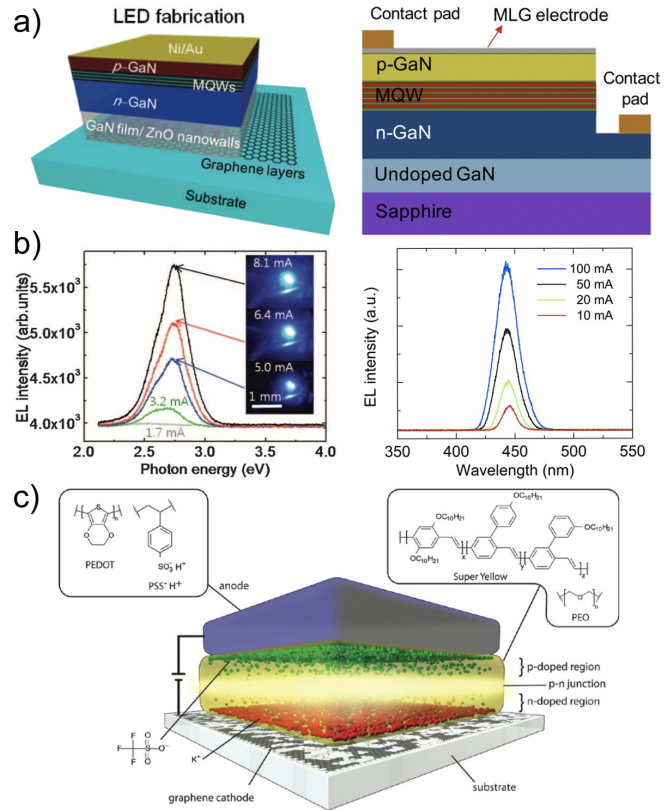 a)
LED fabrication
Ni/Au
p-GaN
MQWs
n-GaN
GaN film/ ZnO nanowalls
Graphene layers
Substrate
Contact pad
MLG electrode
p-GaN
MQW
Contact
pad
n-GaN
Undoped GaN
Sapphire
b)
EL intensity (arb.units)
5.5x10³
5.0x10³
4.5x10³
4.0x10³
8.1 mA
6.4 mA
5.0 mA
1 mm
3.2 mA
1.7 mA
2.0 2.5 3.0 3.5 4.0
Photon energy (eV)
EL intensity (a.u.)
100 mA
50 mA
20 mA
10 mA
350 400 450 500 550
Wavelength (nm)
c)
S
n
O O
PEDOT
SO₃⁻ H⁺
PSS⁻ H⁺
anode
OC₁₀H₂₁
OC₁₀H₂₁
OC₁₀H₂₁
OC₁₀H₂₁
x y z
Super Yellow
O n
PEO
p-doped region
p-n junction
n-doped region
F O
F S O⁻
F O
K⁺
graphene cathode
substrate